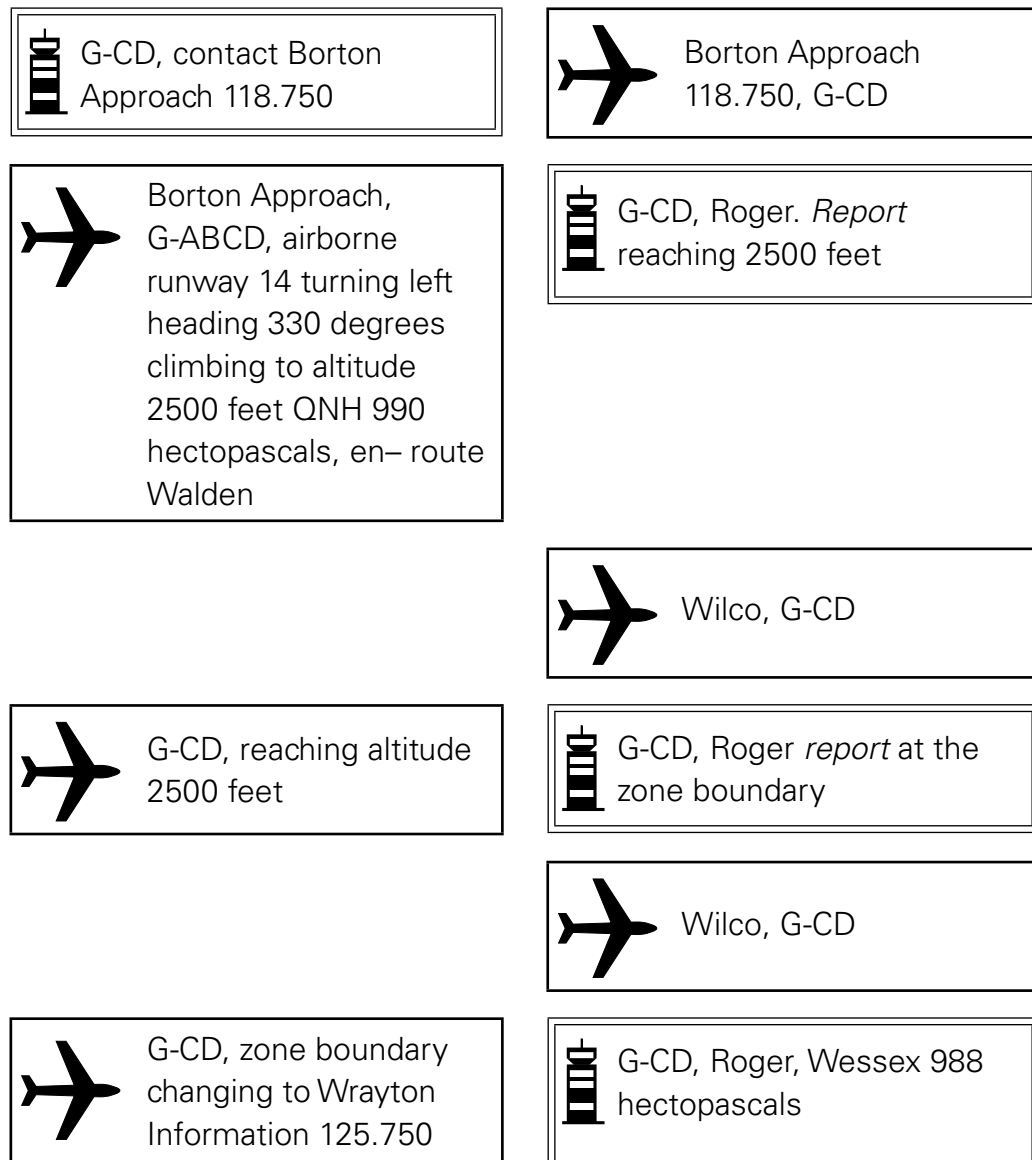 G-CD, contact Borton
Approach 118.750
Borton Approach
118.750, G-CD
Borton Approach,
G-ABCD, airborne
runway 14 turning left
heading 330 degrees
climbing to altitude
2500 feet QNH 990
hectopascals, en– route
Walden
G-CD, Roger. Report
reaching 2500 feet
Wilco, G-CD
G-CD, reaching altitude
2500 feet
G-CD, Roger report at the
zone boundary
Wilco, G-CD
G-CD, zone boundary
changing to Wrayton
Information 125.750
G-CD, Roger, Wessex 988
hectopascals